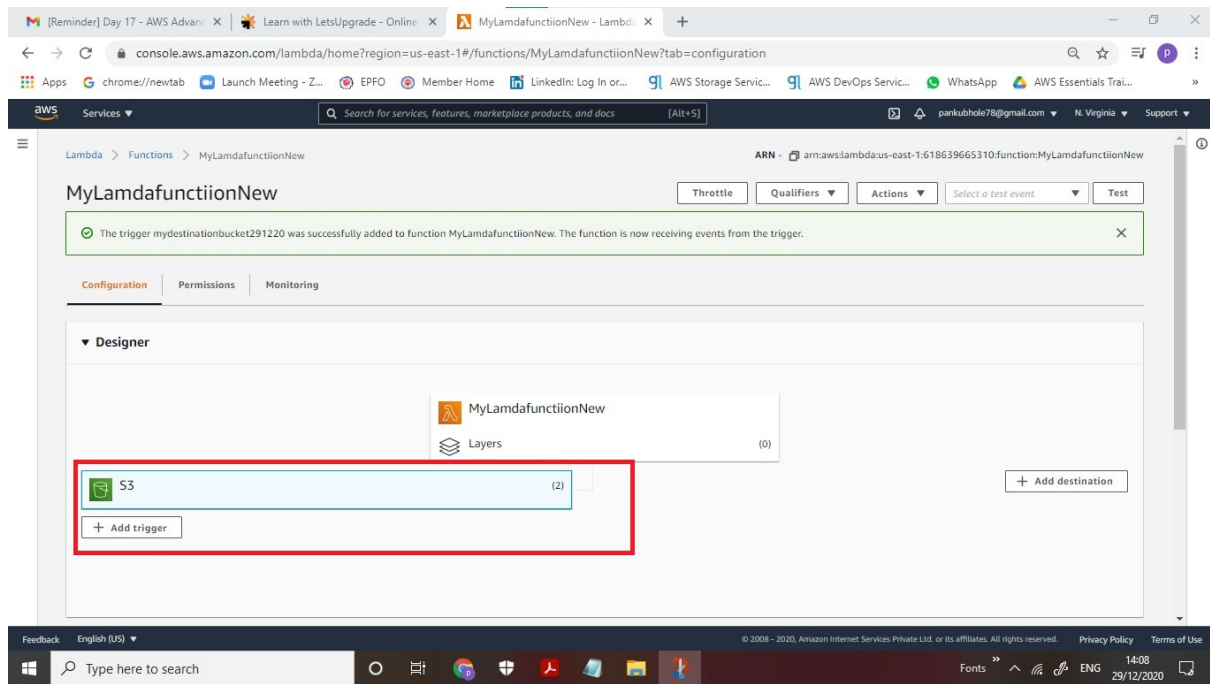 [Reminder] Day 17 - AWS Advanc
Learn with LetsUpgrade - Online
MyLamdafunctiionNew - Lambda
console.aws.amazon.com/lambda/home?region=us-east-1#/functions/MyLamdafunctiionNew?tab=configuration
P
Apps
chrome://newtab
Launch Meeting - Z...
EPFO
Member Home
LinkedIn: Log In or...
AWS Storage Servic...
AWS DevOps Servic...
WhatsApp
AWS Essentials Trai...
»
aws
Services ▼
Search for services, features, marketplace products, and docs
[Alt+S]
pankubhole78@gmail.com ▼
N. Virginia ▼
Support ▼
Lambda > Functions > MyLamdafunctiionNew
ARN - arn:aws:lambda:us-east-1:618639665310:function:MyLamdafunctiionNew
MyLamdafunctiionNew
Throttle
Qualifiers ▼
Actions ▼
Select a test event ▼
Test
The trigger mydestinationbucket291220 was successfully added to function MyLamdafunctiionNew. The function is now receiving events from the trigger.
Configuration
Permissions
Monitoring
▼ Designer
MyLamdafunctiionNew
Layers
(0)
S3
(2)
+ Add destination
+ Add trigger
Feedback
English (US) ▼
© 2008 - 2020, Amazon Internet Services Private Ltd. or its affiliates. All rights reserved.
Privacy Policy
Terms of Use
Type here to search
Fonts
»
ENG
14:08
29/12/2020